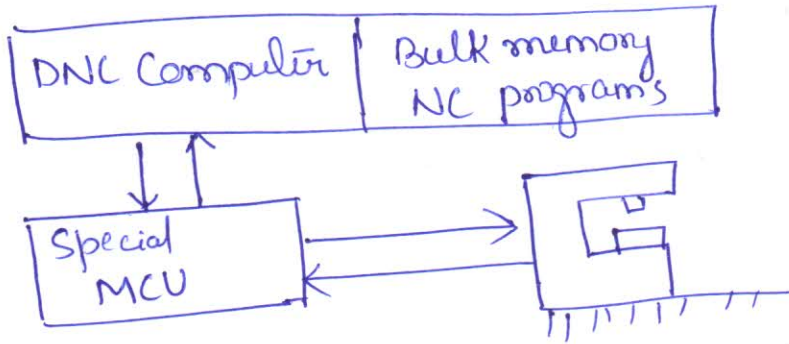 DNC Computer
Bulk memory
NC programs
Special
MCU